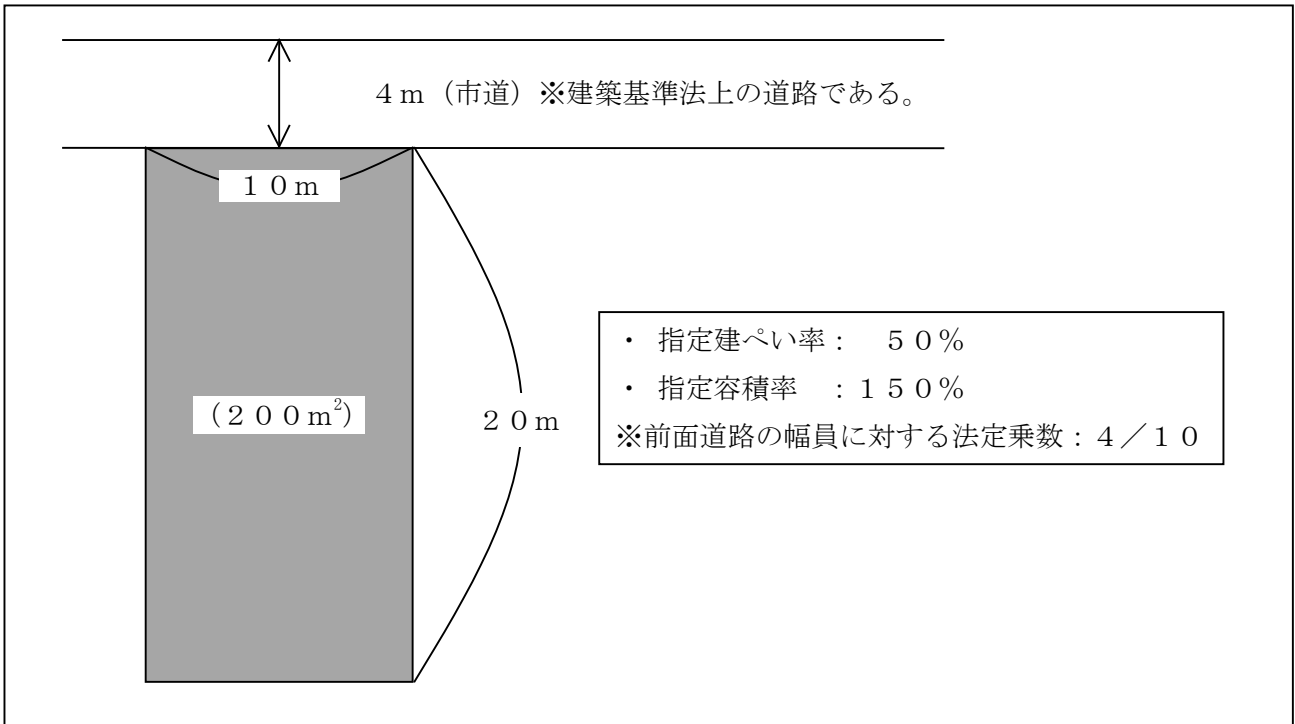 4m（市道）※建築基準法上の道路である。
１０m
・ 指定建ぺい率： ５０％
・ 指定容積率 ：１５０％
（２００m²）
２０m
※前面道路の幅員に対する法定乗数：４／１０